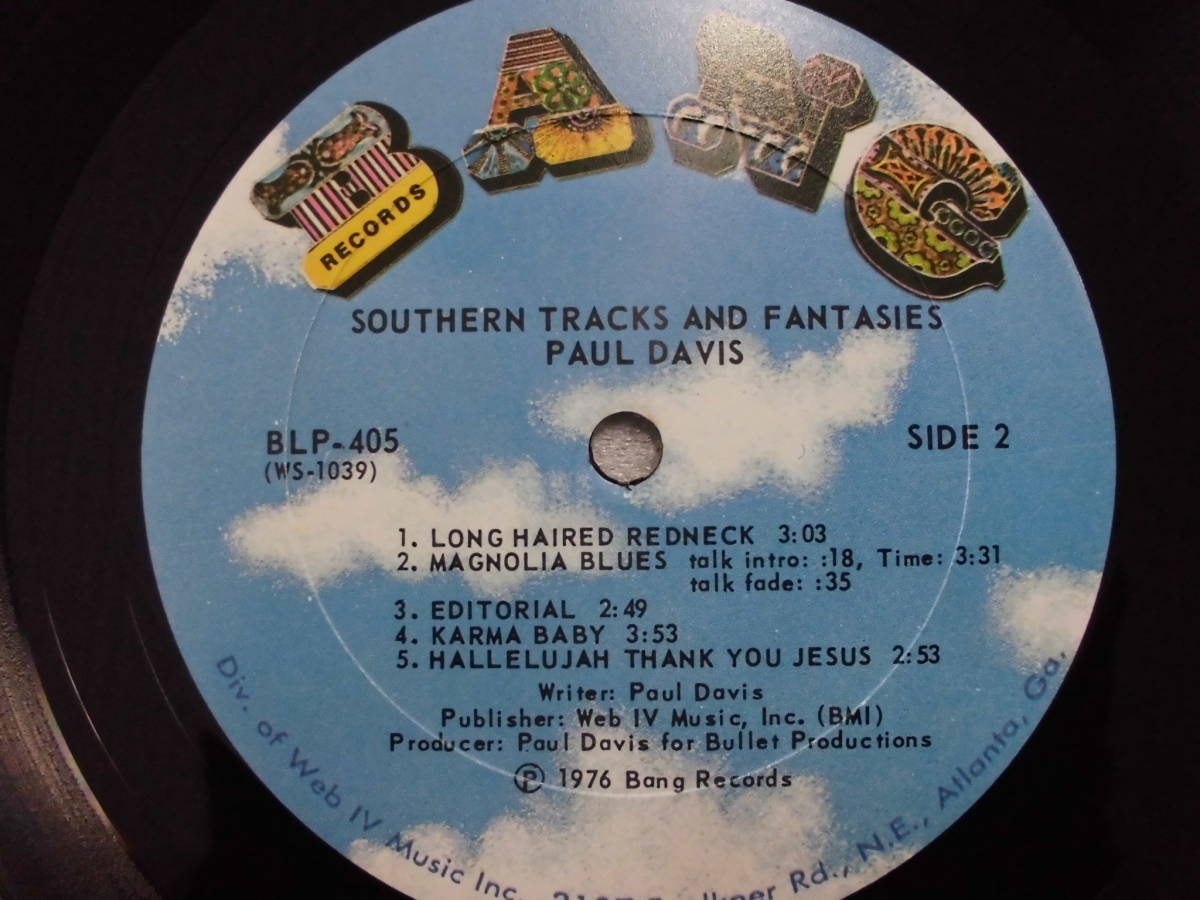 BANG
RECORDS
SOUTHERN TRACKS AND FANTASIES
PAUL DAVIS
BLP-405
(WS-1039)
SIDE 2
1. LONG HAIRED REDNECK 3:03
2. MAGNOLIA BLUES talk intro: :18, Time: 3:31
talk fade: :35
3. EDITORIAL 2:49
4. KARMA BABY 3:53
5. HALLELUJAH THANK YOU JESUS 2:53
Writer: Paul Davis
Publisher: Web IV Music, Inc. (BMI)
Producer: Paul Davis for Bullet Productions
Ⓟ 1976 Bang Records
Div. of Web IV Music Inc. Rd., N.E., Atlanta, Ga.